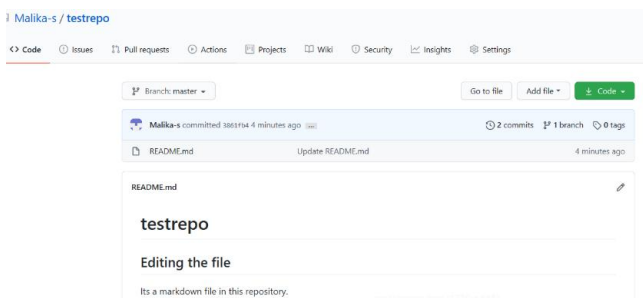 Malika-s / testrepo
<> Code Issues Pull requests Actions Projects Wiki Security Insights Settings
Branch: master Go to file Add file Code
Malika-s committed 3861fb4 4 minutes ago ... 2 commits 1 branch 0 tags
README.md Update README.md 4 minutes ago
README.md
testrepo
Editing the file
Its a markdown file in this repository.